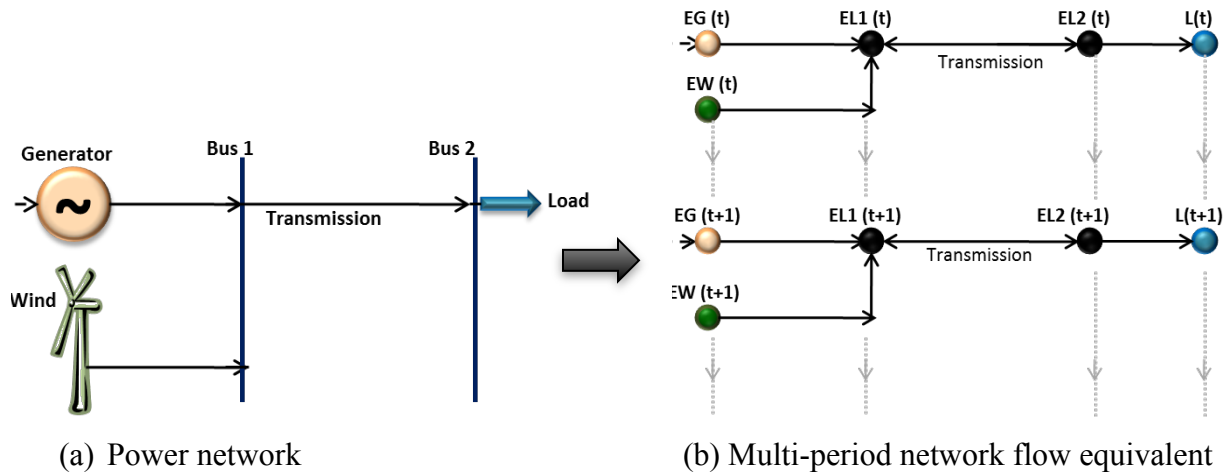 Generator
Bus 1
Bus 2
Transmission
Load
Wind
(a) Power network
EG (t)
EL1 (t)
EL2 (t)
L(t)
Transmission
EW (t)
EG (t+1)
EL1 (t+1)
EL2 (t+1)
L(t+1)
Transmission
EW (t+1)
(b) Multi-period network flow equivalent